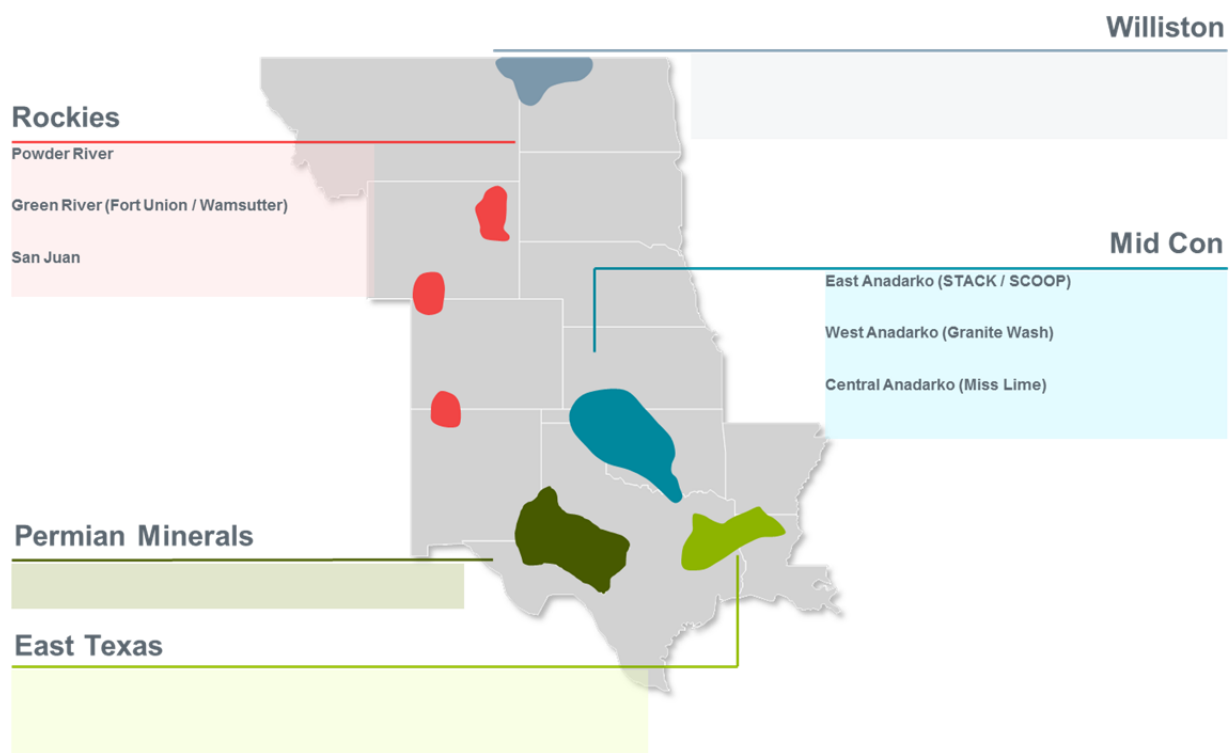 Williston
Rockies
Powder River
Green River (Fort Union / Wamsutter)
San Juan
Mid Con
East Anadarko (STACK / SCOOP)
West Anadarko (Granite Wash)
Central Anadarko (Miss Lime)
Permian Minerals
East Texas